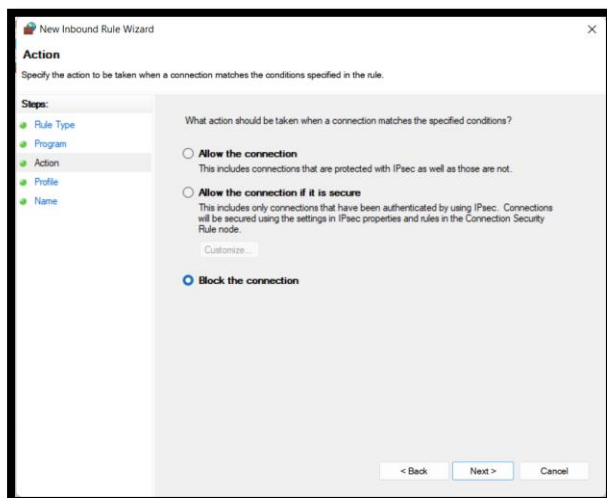 New Inbound Rule Wizard
Action
Specify the action to be taken when a connection matches the conditions specified in the rule.
Steps:
Rule Type
Program
Action
Profile
Name
What action should be taken when a connection matches the specified conditions?
Allow the connection
This includes connections that are protected with IPsec as well as those are not.
Allow the connection if it is secure
This includes only connections that have been authenticated by using IPsec. Connections
will be secured using the settings in IPsec properties and rules in the Connection Security
Rule node.
Customize...
Block the connection
< Back
Next >
Cancel